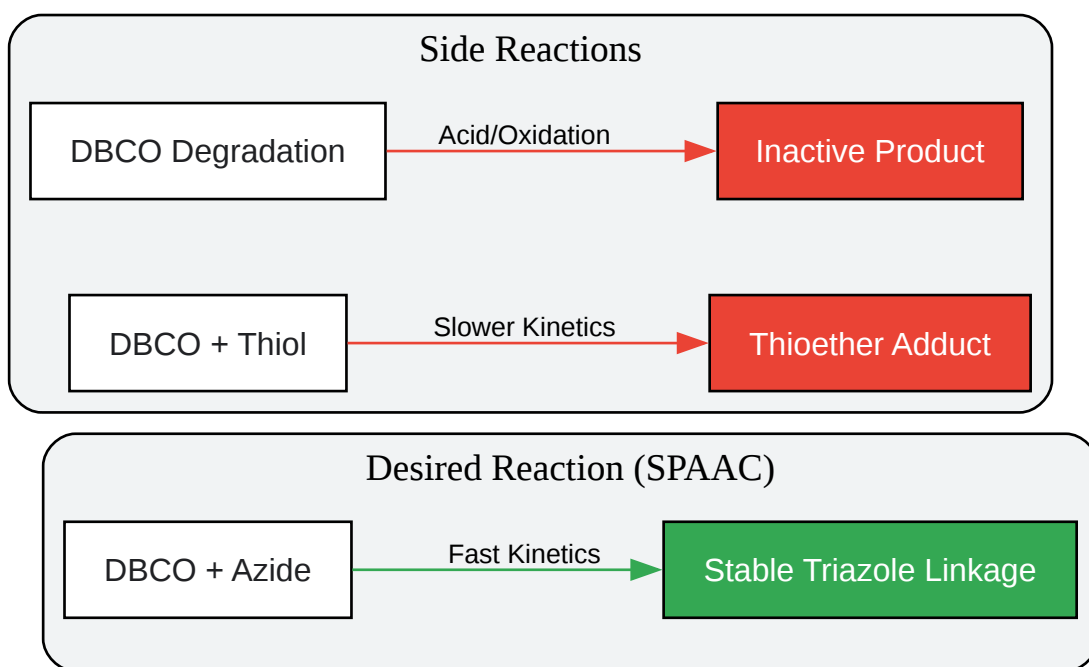 Side Reactions
DBCO Degradation
Acid/Oxidation
Inactive Product
DBCO + Thiol
Slower Kinetics
Thioether Adduct
Desired Reaction (SPAAC)
DBCO + Azide
Fast Kinetics
Stable Triazole Linkage